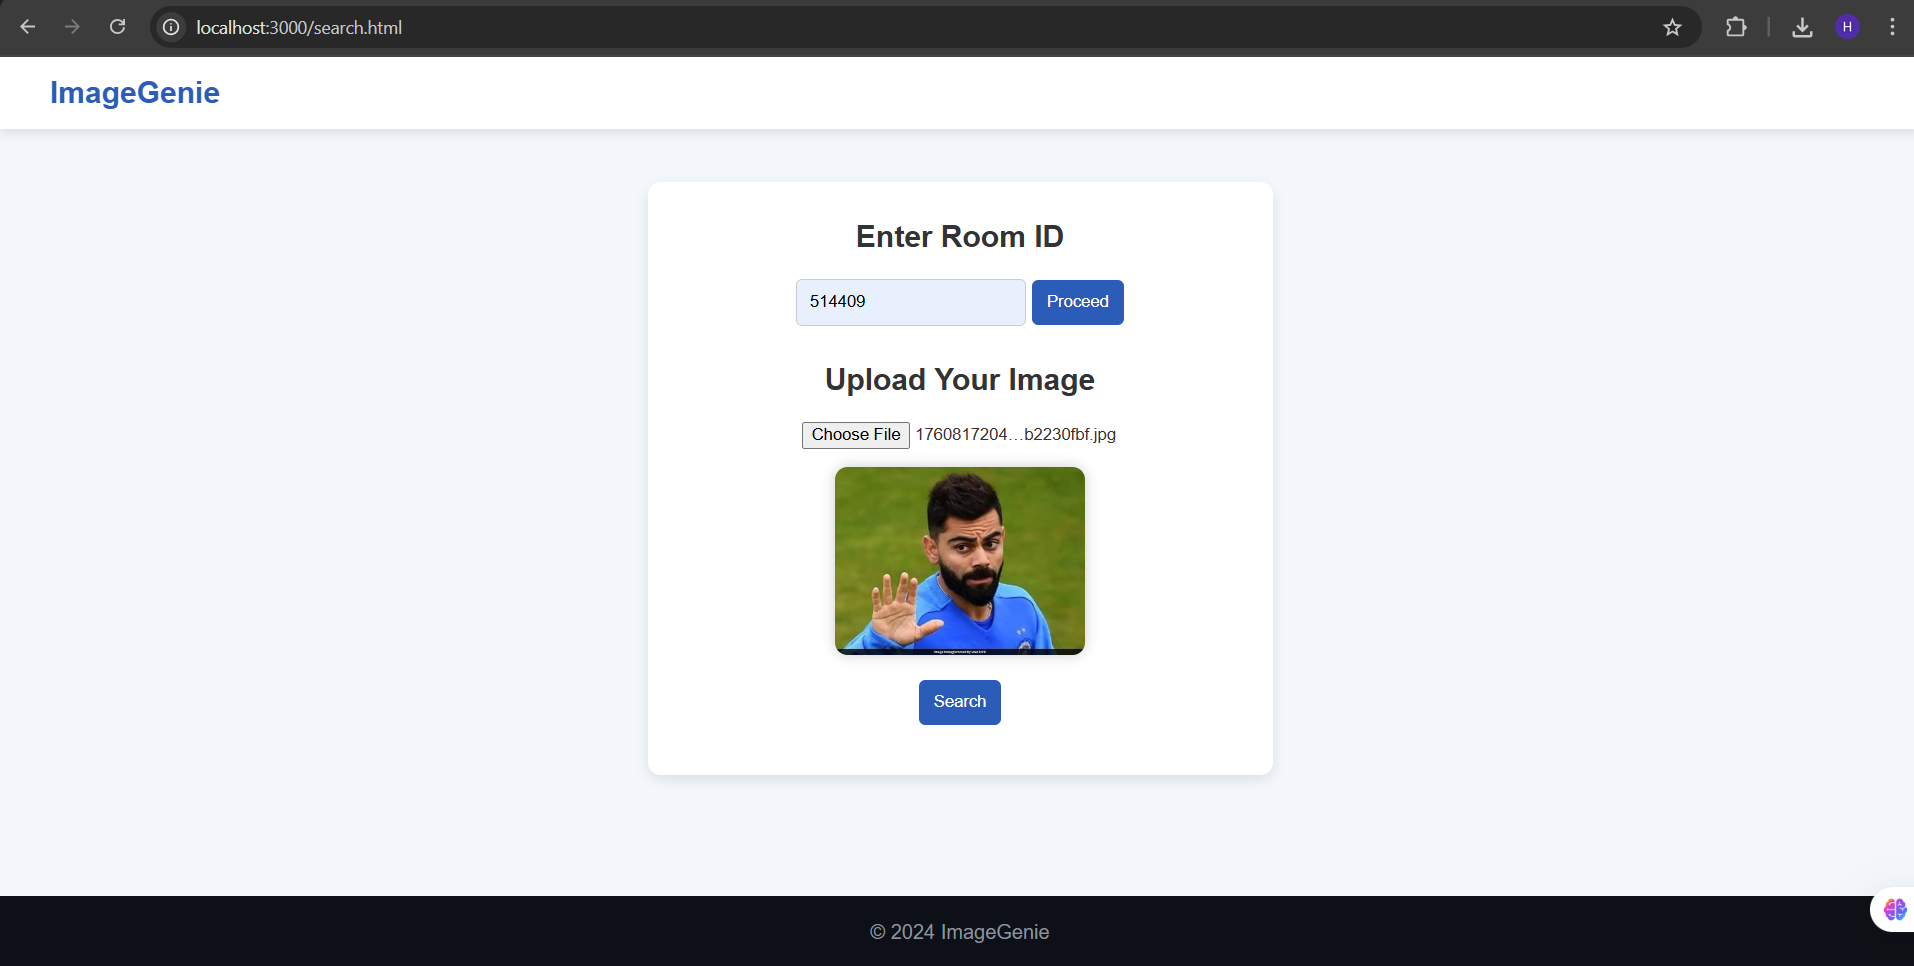 localhost:3000/search.html
H
ImageGenie
Enter Room ID
514409
Proceed
Upload Your Image
Choose File 1760817204...b2230fbf.jpg
Search
© 2024 ImageGenie